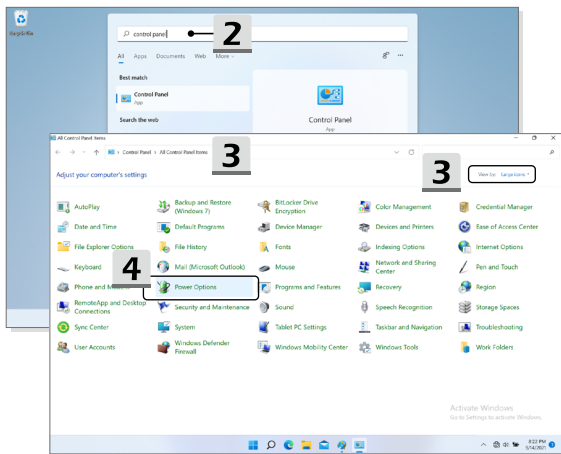 Recycle Bin
control panel
2
All Apps Documents Web More
Best match
Control Panel
App
Search the web
Control Panel
App
All Control Panel Items
3
Control Panel > All Control Panel Items
3
Adjust your computer's settings
View by: Large icons
AutoPlay
Backup and Restore (Windows 7)
BitLocker Drive Encryption
Color Management
Credential Manager
Date and Time
Default Programs
Device Manager
Devices and Printers
Ease of Access Center
File Explorer Options
File History
Fonts
Indexing Options
Internet Options
Keyboard
4
Mail (Microsoft Outlook)
Mouse
Network and Sharing Center
Pen and Touch
Phone and
Power Options
Programs and Features
Recovery
Region
RemoteApp and Desktop Connections
Security and Maintenance
Sound
Speech Recognition
Storage Spaces
Sync Center
System
Tablet PC Settings
Taskbar and Navigation
Troubleshooting
User Accounts
Windows Defender Firewall
Windows Mobility Center
Windows Tools
Work Folders
Activate Windows
Go to Settings to activate Windows.
8:22 PM
6/14/2021